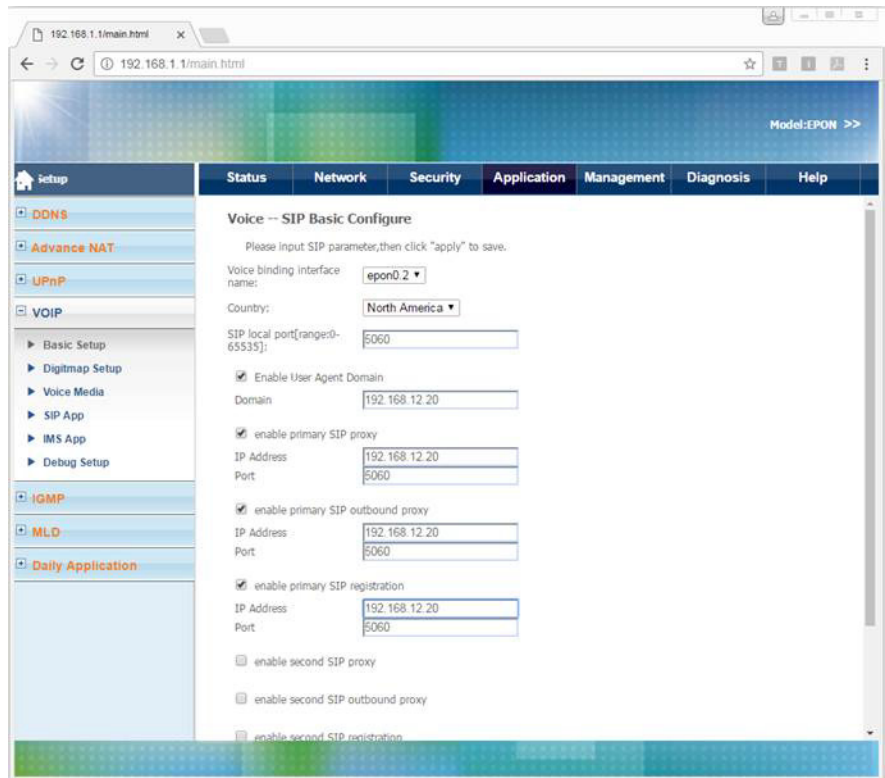 192.168.1.1/main.html
192.168.1.1/main.html
Model:EPON >>
Setup
Status Network Security Application Management Diagnosis Help
DDNS
Advance NAT
UPnP
VOIP
Basic Setup
Digitmap Setup
Voice Media
SIP App
IMS App
Debug Setup
IGMP
MLD
Daily Application
Voice -- SIP Basic Configure
Please input SIP parameter,then click "apply" to save.
Voice binding interface
name:
epon0.2
Country:
North America
SIP local port[range:0-
65535]:
5060
Enable User Agent Domain
Domain 192.168.12.20
enable primary SIP proxy
IP Address 192.168.12.20
Port 5060
enable primary SIP outbound proxy
IP Address 192.168.12.20
Port 5060
enable primary SIP registration
IP Address 192.168.12.20
Port 5060
enable second SIP proxy
enable second SIP outbound proxy
enable second SIP registration